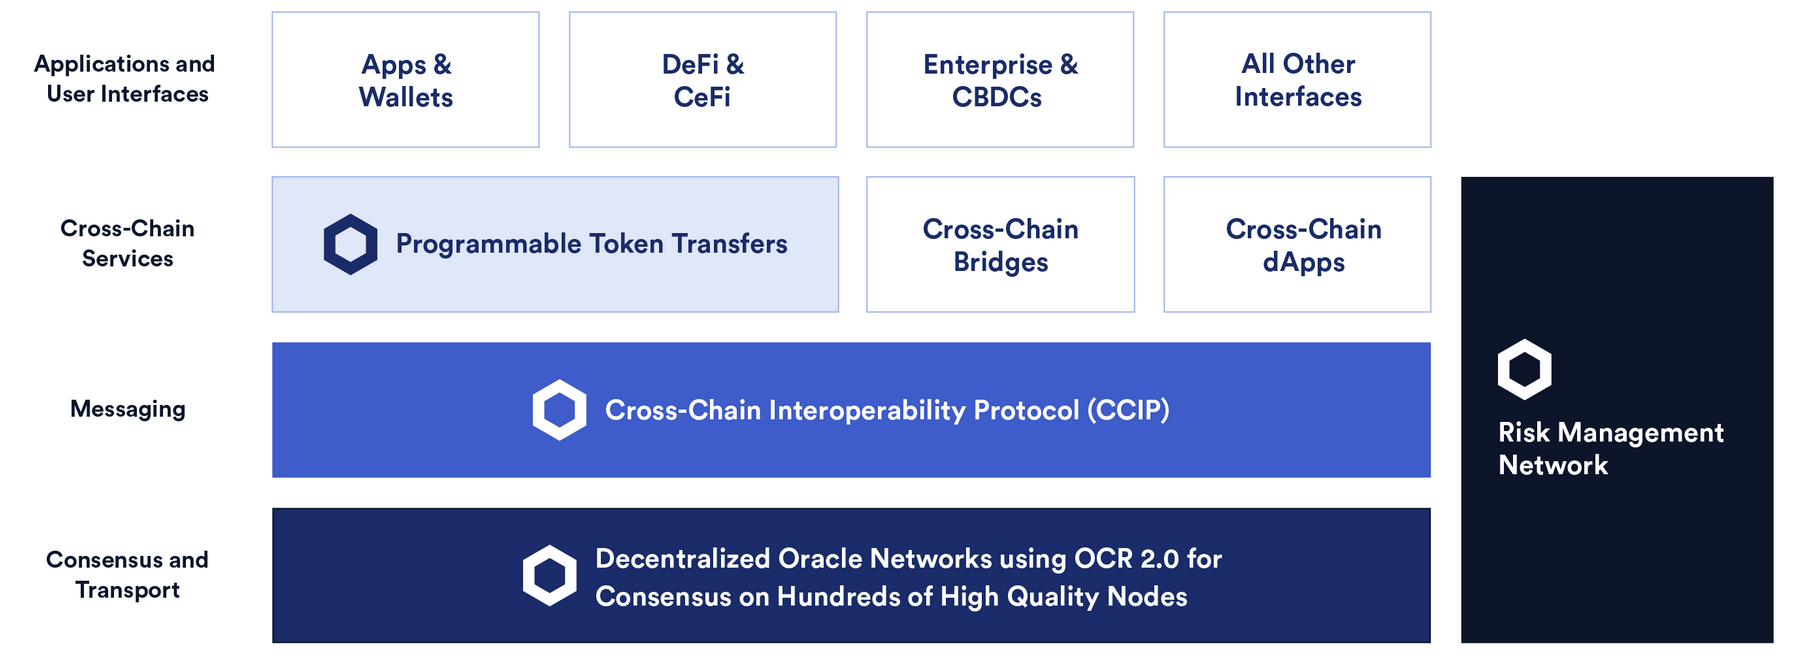 Applications and
User Interfaces
Apps &
Wallets
DeFi &
CeFi
Enterprise &
CBDCs
All Other
Interfaces
Cross-Chain
Services
Programmable Token Transfers
Cross-Chain
Bridges
Cross-Chain
dApps
Messaging
Cross-Chain Interoperability Protocol (CCIP)
Risk Management
Network
Consensus and
Transport
Decentralized Oracle Networks using OCR 2.0 for
Consensus on Hundreds of High Quality Nodes